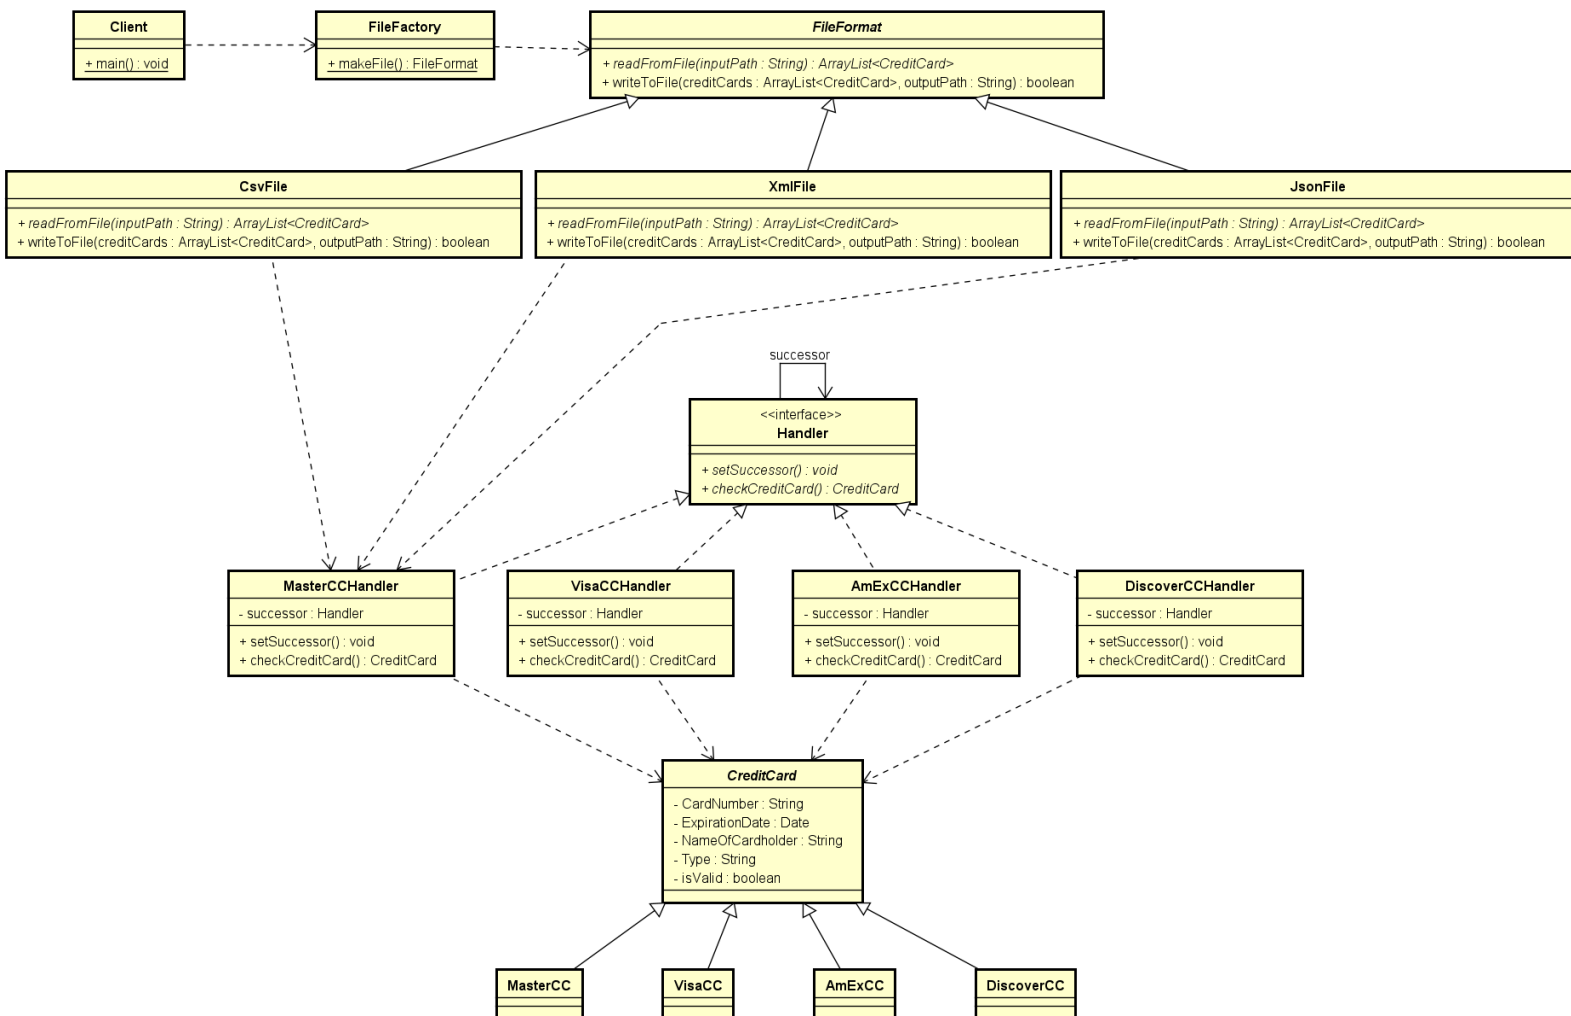 Client
+ main() : void
FileFactory
+ makeFile() : FileFormat
FileFormat
+ readFromFile(inputPath : String) : ArrayList<CreditCard>
+ writeToFile(creditCards : ArrayList<CreditCard>, outputPath : String) : boolean
CsvFile
+ readFromFile(inputPath : String) : ArrayList<CreditCard>
+ writeToFile(creditCards : ArrayList<CreditCard>, outputPath : String) : boolean
XmlFile
+ readFromFile(inputPath : String) : ArrayList<CreditCard>
+ writeToFile(creditCards : ArrayList<CreditCard>, outputPath : String) : boolean
JsonFile
+ readFromFile(inputPath : String) : ArrayList<CreditCard>
+ writeToFile(creditCards : ArrayList<CreditCard>, outputPath : String) : boolean
successor
<<interface>>
Handler
+ setSuccessor() : void
+ checkCreditCard() : CreditCard
MasterCCHandler
- successor : Handler
+ setSuccessor() : void
+ checkCreditCard() : CreditCard
VisaCCHandler
- successor : Handler
+ setSuccessor() : void
+ checkCreditCard() : CreditCard
AmExCCHandler
- successor : Handler
+ setSuccessor() : void
+ checkCreditCard() : CreditCard
DiscoverCCHandler
- successor : Handler
+ setSuccessor() : void
+ checkCreditCard() : CreditCard
CreditCard
- CardNumber : String
- ExpirationDate : Date
- NameOfCardholder : String
- Type : String
- isValid : boolean
MasterCC
VisaCC
AmExCC
DiscoverCC